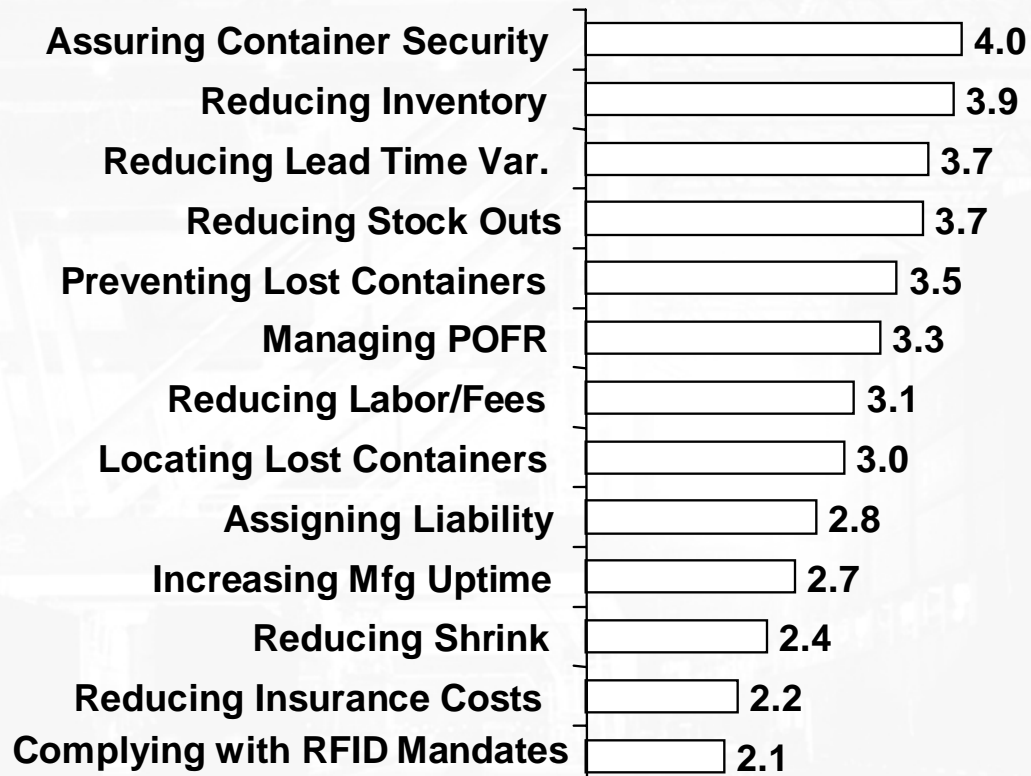 Assuring Container Security 4.0
Reducing Inventory 3.9
Reducing Lead Time Var. 3.7
Reducing Stock Outs 3.7
Preventing Lost Containers 3.5
Managing POFR 3.3
Reducing Labor/Fees 3.1
Locating Lost Containers 3.0
Assigning Liability 2.8
Increasing Mfg Uptime 2.7
Reducing Shrink 2.4
Reducing Insurance Costs 2.2
Complying with RFID Mandates 2.1